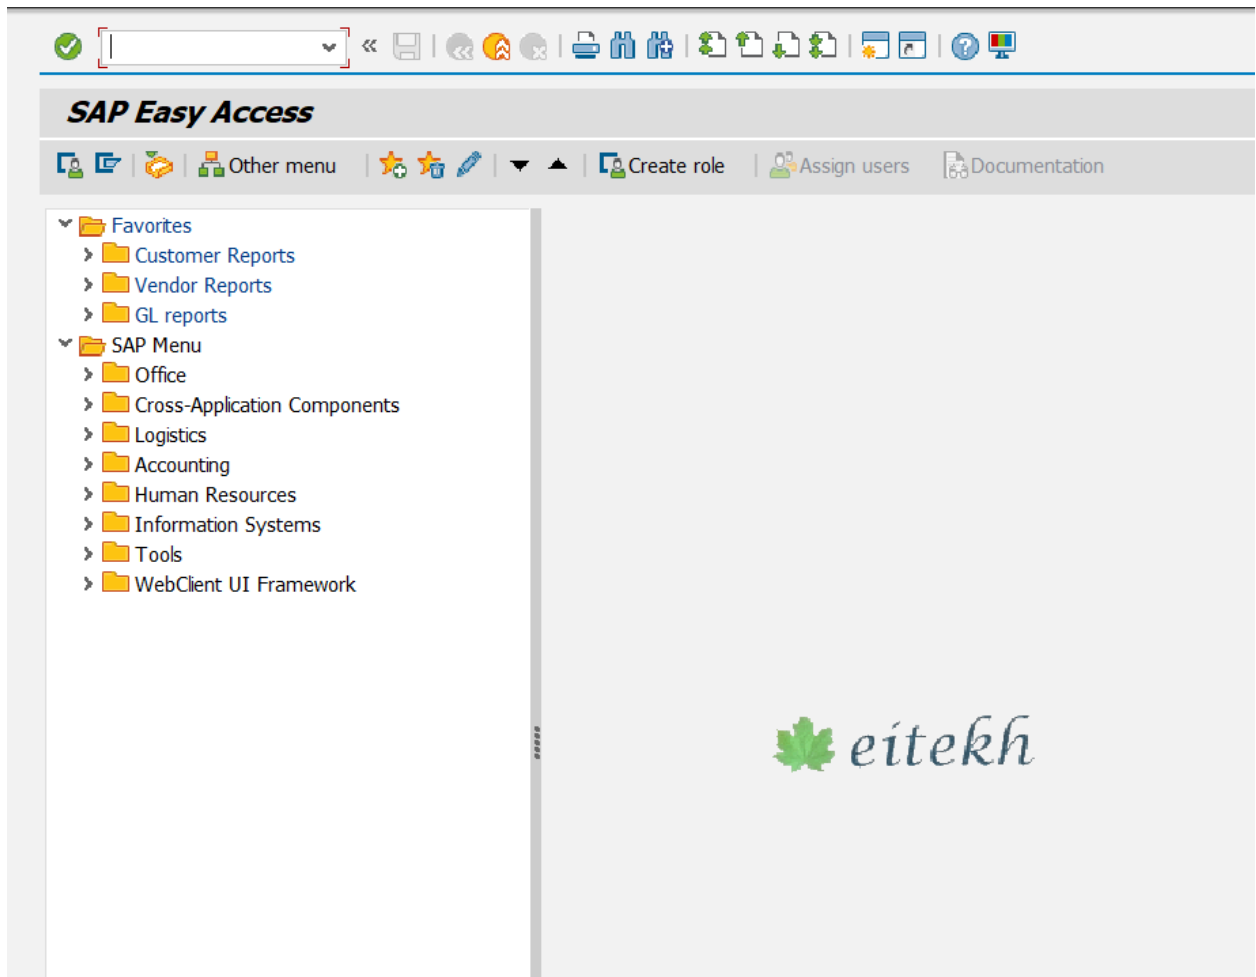 SAP Easy Access
Other menu Create role Assign users Documentation
Favorites
Customer Reports
Vendor Reports
GL reports
SAP Menu
Office
Cross-Application Components
Logistics
Accounting
Human Resources
Information Systems
Tools
WebClient UI Framework
eitekh